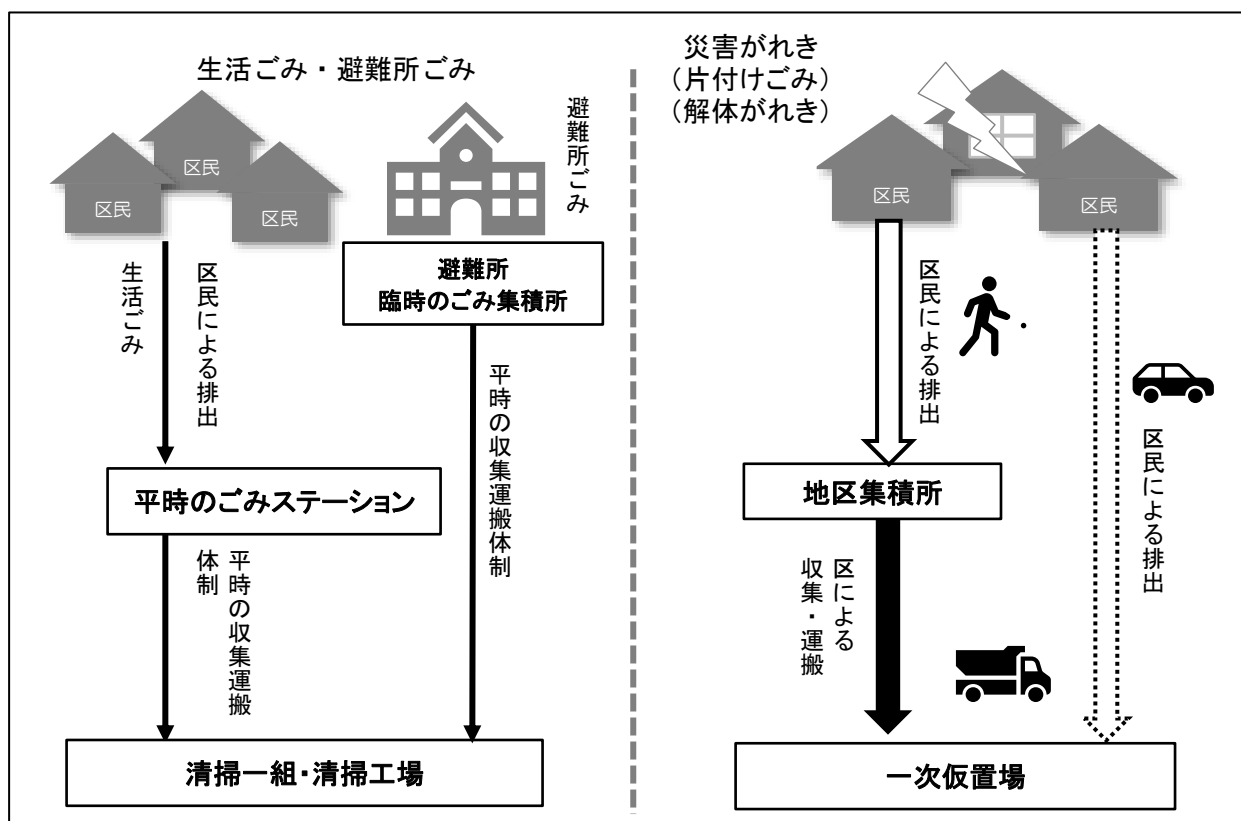 生活ごみ・避難所ごみ
区民
区民
区民
避難所ごみ
避難所
臨時のごみ集積所
生活ごみ
区民による排出
平時のごみステーション
平時の収集運搬
体制
平時の収集運搬体制
清掃一組・清掃工場
災害がれき
（片付けごみ）
（解体がれき）
区民
区民
区民による排出
地区集積所
区による
収集・運搬
区民による排出
一次仮置場